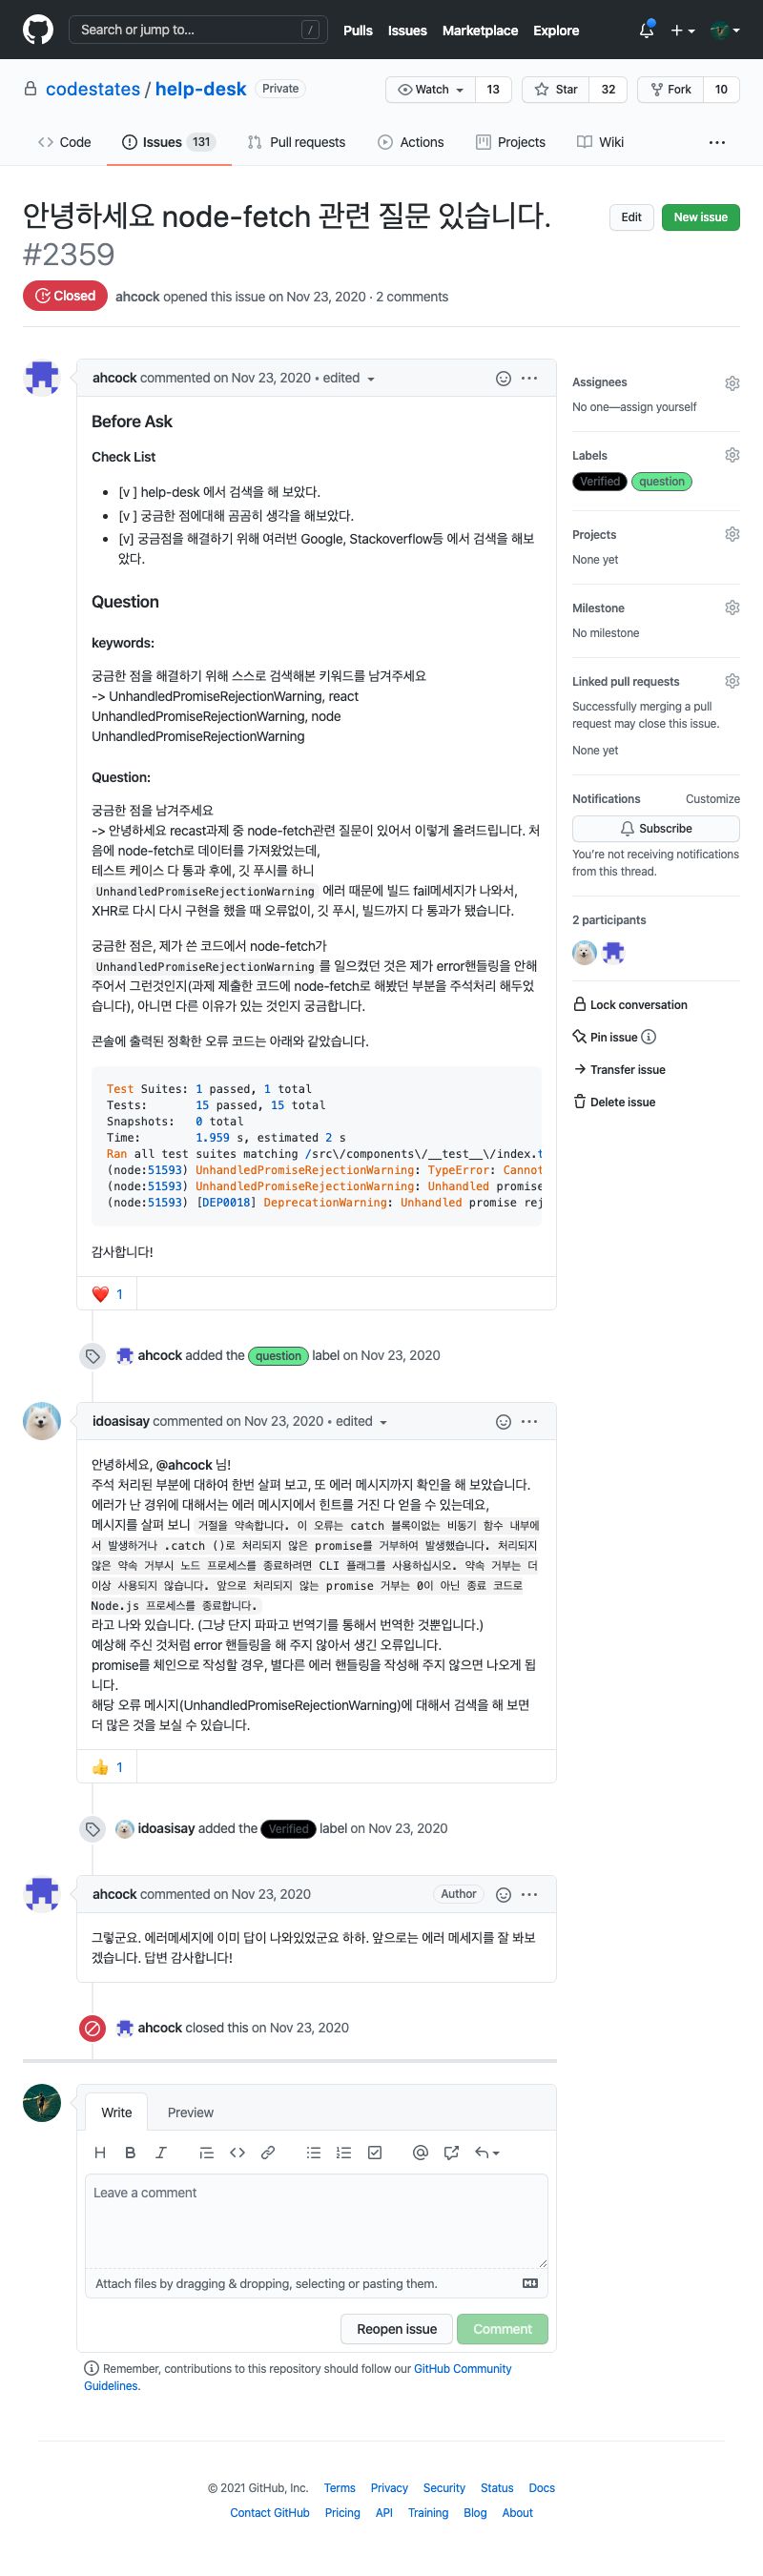 Search or jump to...
/
Pulls Issues Marketplace Explore
codestates / help-desk Private
Watch 13 Star 32 Fork 10
Code Issues 131 Pull requests Actions Projects Wiki
안녕하세요 node-fetch 관련 질문 있습니다.
#2359
Edit New issue
Closed ahcock opened this issue on Nov 23, 2020 · 2 comments
ahcock commented on Nov 23, 2020 • edited
Before Ask
Check List
• [v ] help-desk 에서 검색을 해 보았다.
• [v ] 궁금한 점에대해 곰곰히 생각을 해보았다.
• [v] 궁금점을 해결하기 위해 여러번 Google, Stackoverflow등 에서 검색을 해보
았다.
Question
keywords:
궁금한 점을 해결하기 위해 스스로 검색해본 키워드를 남겨주세요
-> UnhandledPromiseRejectionWarning, react
UnhandledPromiseRejectionWarning, node
UnhandledPromiseRejectionWarning
Question:
궁금한 점을 남겨주세요
-> 안녕하세요 recast과제 중 node-fetch관련 질문이 있어서 이렇게 올려드립니다. 처
음에 node-fetch로 데이터를 가져왔었는데,
테스트 케이스 다 통과 후에, 깃 푸시를 하니
UnhandledPromiseRejectionWarning 에러 때문에 빌드 fail메세지가 나와서,
XHR로 다시 다시 구현을 했을 때 오류없이, 깃 푸시, 빌드까지 다 통과가 됐습니다.
궁금한 점은, 제가 쓴 코드에서 node-fetch가
UnhandledPromiseRejectionWarning 를 일으켰던 것은 제가 error핸들링을 안해
주어서 그런것인지(과제 제출한 코드에 node-fetch로 해봤던 부분을 주석처리 해두었
습니다), 아니면 다른 이유가 있는 것인지 궁금합니다.
콘솔에 출력된 정확한 오류 코드는 아래와 같았습니다.
Test Suites: 1 passed, 1 total
Tests: 15 passed, 15 total
Snapshots: 0 total
Time: 1.959 s, estimated 2 s
Ran all test suites matching /src\/components\/__test__\/index.t
(node:51593) UnhandledPromiseRejectionWarning: TypeError: Cannot
(node:51593) UnhandledPromiseRejectionWarning: Unhandled promise
(node:51593) [DEP0018] DeprecationWarning: Unhandled promise rej
감사합니다!
❤️ 1
Assignees
No one—assign yourself
Labels
Verified question
Projects
None yet
Milestone
No milestone
Linked pull requests
Successfully merging a pull
request may close this issue.
None yet
Notifications Customize
Subscribe
You're not receiving notifications
from this thread.
2 participants
Lock conversation
Pin issue
Transfer issue
Delete issue
ahcock added the question label on Nov 23, 2020
idoasisay commented on Nov 23, 2020 • edited
안녕하세요, @ahcock 님!
주석 처리된 부분에 대하여 한번 살펴 보고, 또 에러 메시지까지 확인을 해 보았습니다.
에러가 난 경위에 대해서는 에러 메시지에서 힌트를 거진 다 얻을 수 있는데요,
메시지를 살펴 보니 거절을 약속합니다. 이 오류는 catch 블록이없는 비동기 함수 내부에
서 발생하거나 .catch ()로 처리되지 않은 promise를 거부하여 발생했습니다. 처리되지
않은 약속 거부시 노드 프로세스를 종료하려면 CLI 플래그를 사용하십시오. 약속 거부는 더
이상 사용되지 않습니다. 앞으로 처리되지 않는 promise 거부는 0이 아닌 종료 코드로
Node.js 프로세스를 종료합니다.
라고 나와 있습니다. (그냥 단지 파파고 번역기를 통해서 번역한 것뿐입니다.)
예상해 주신 것처럼 error 핸들링을 해 주지 않아서 생긴 오류입니다.
promise를 체인으로 작성할 경우, 별다른 에러 핸들링을 작성해 주지 않으면 나오게 됩
니다.
해당 오류 메시지(UnhandledPromiseRejectionWarning)에 대해서 검색을 해 보면
더 많은 것을 보실 수 있습니다.
👍 1
idoasisay added the Verified label on Nov 23, 2020
ahcock commented on Nov 23, 2020 Author
그렇군요. 에러메세지에 이미 답이 나와있었군요 하하. 앞으로는 에러 메세지를 잘 봐보
겠습니다. 답변 감사합니다!
ahcock closed this on Nov 23, 2020
Write Preview
Leave a comment
Attach files by dragging & dropping, selecting or pasting them.
Reopen issue Comment
Remember, contributions to this repository should follow our GitHub Community
Guidelines.
© 2021 GitHub, Inc. Terms Privacy Security Status Docs
Contact GitHub Pricing API Training Blog About